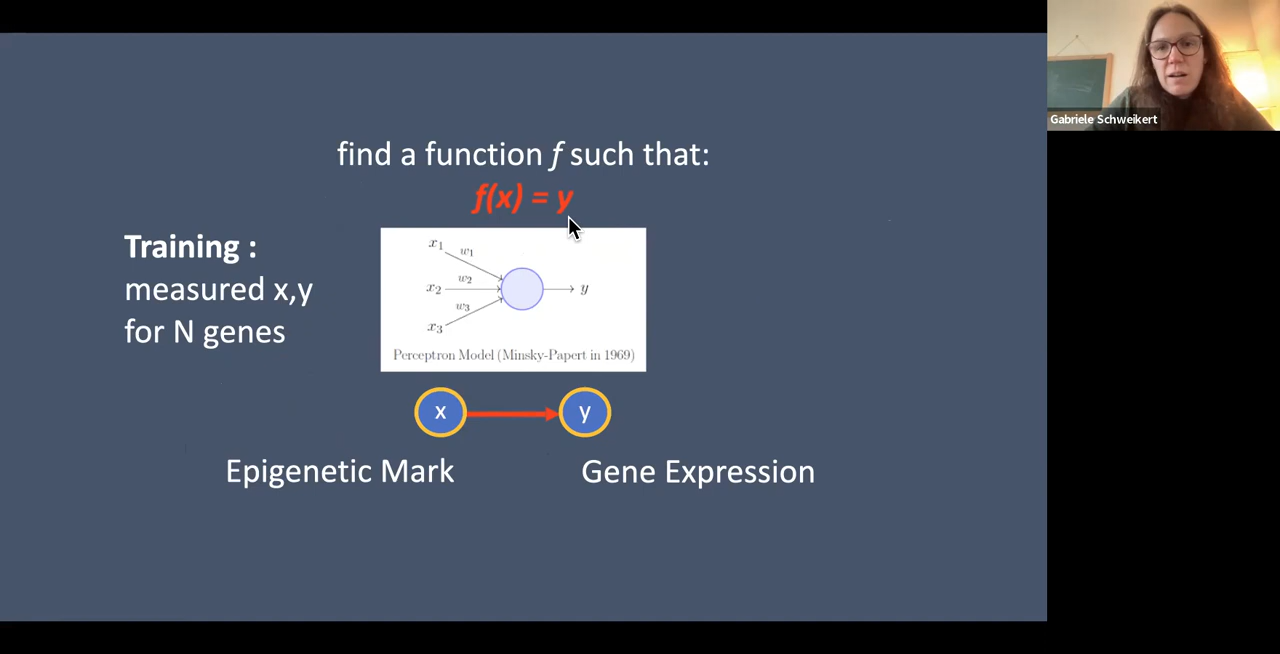 find a function f such that:
f(x) = y
Training :
measured x,y
for N genes
x1
w1
x2
w2
y
w3
x3
Perceptron Model (Minsky-Papert in 1969)
x
y
Epigenetic Mark
Gene Expression
Gabriele Schweikert